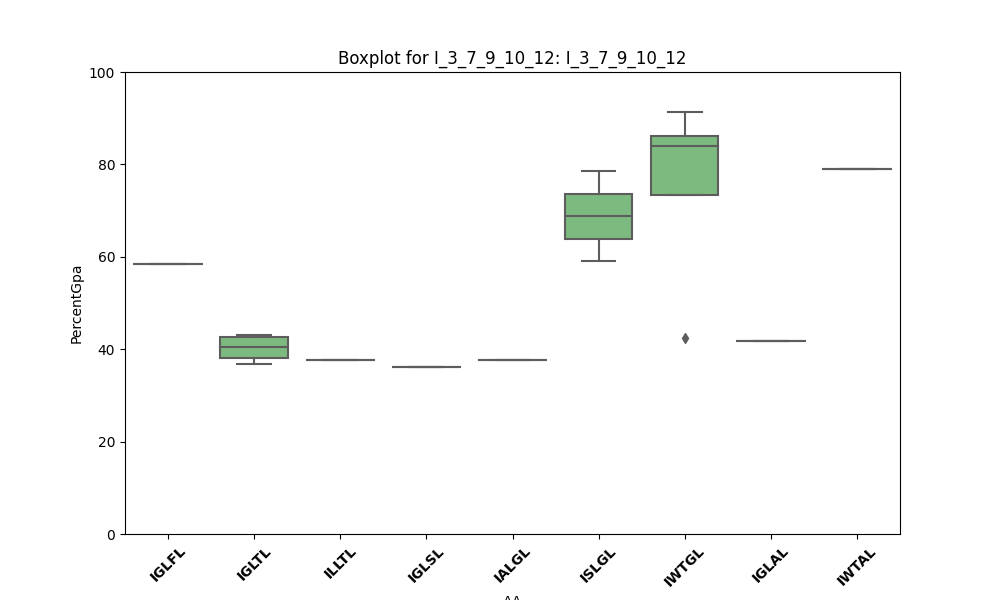 Boxplot for I_3_7_9_10_12: I_3_7_9_10_12
100
80
60
40
20
0
PercentGpa
IGLFL
IGLTL
ILLTL
IGLSL
IALGL
ISLGL
IWTGL
IGLAL
IWTAL